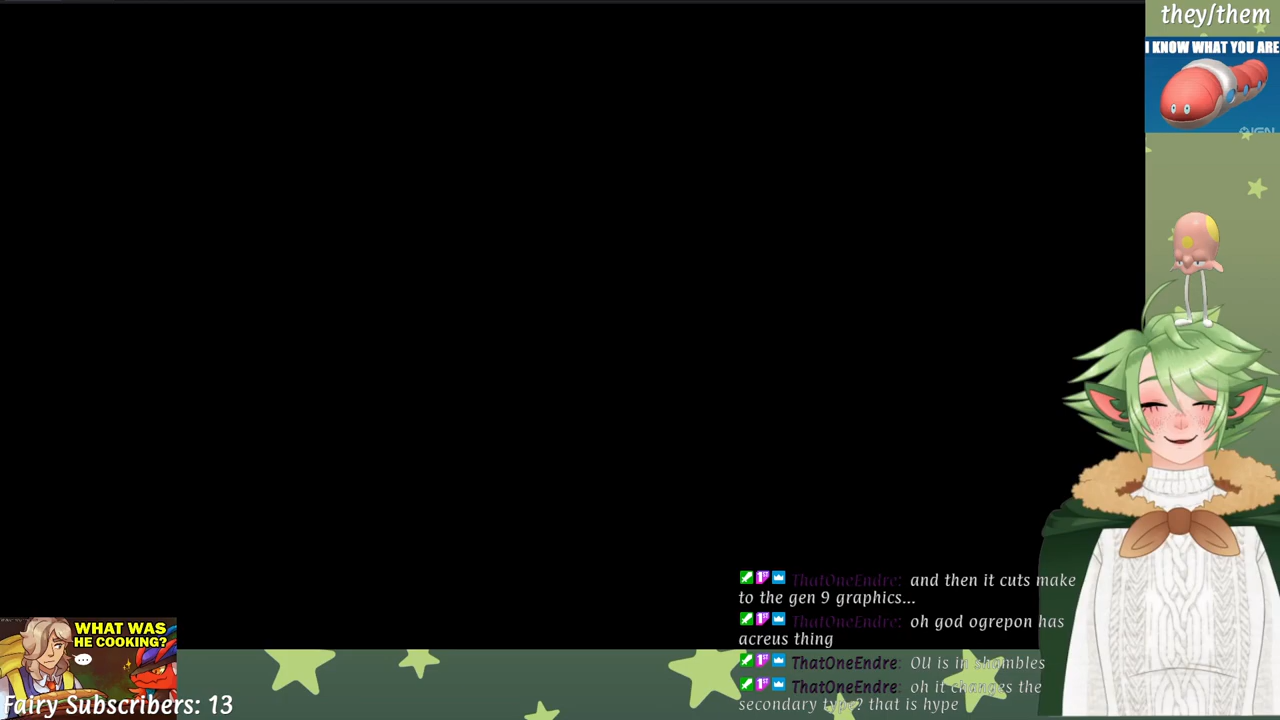 they/them
I KNOW WHAT YOU ARE
IGN
ThatOneEndre: and then it cuts make
to the gen 9 graphics...
ThatOneEndre: oh god ogrepon has
acreus thing
ThatOneEndre: OU is in shombles
ThatOneEndre: oh it changes the
secondary type? that is hype
WHAT WAS
HE COOKING?
Fairy Subscribers: 13